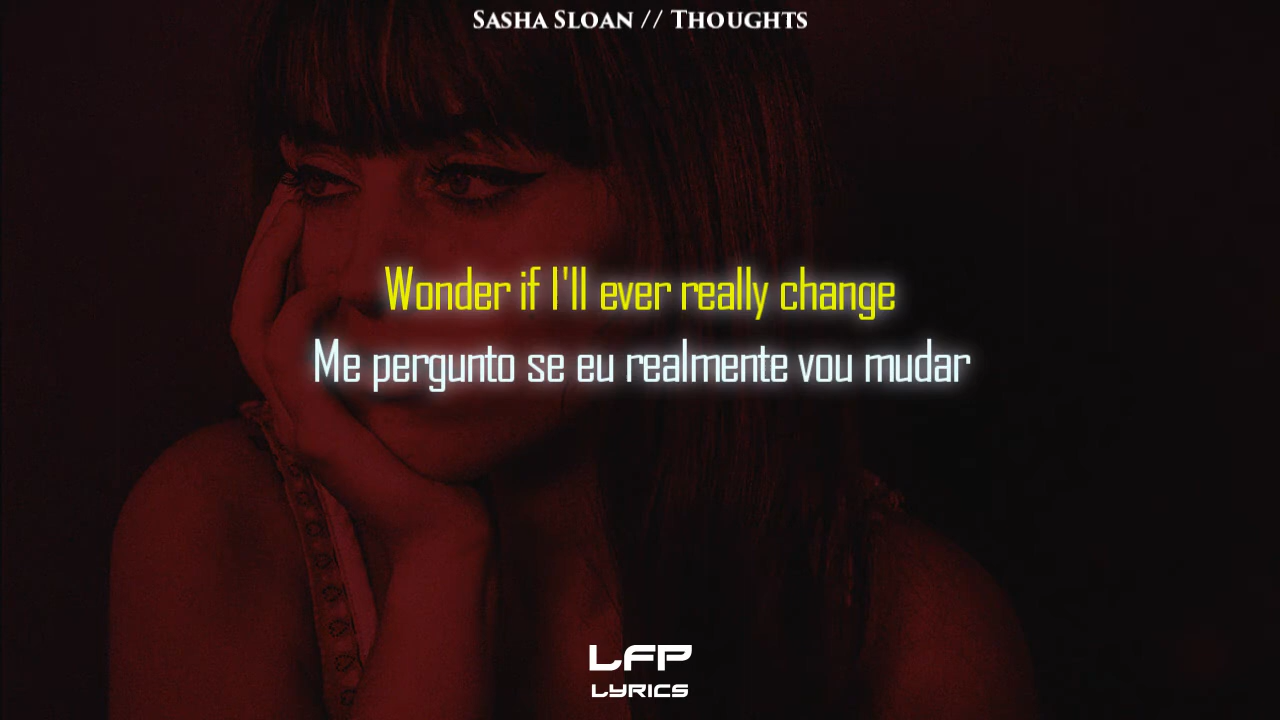 Sasha Sloan // Thoughts
Wonder if I'll ever really change
Me pergunto se eu realmente vou mudar
LFP
LYRICS